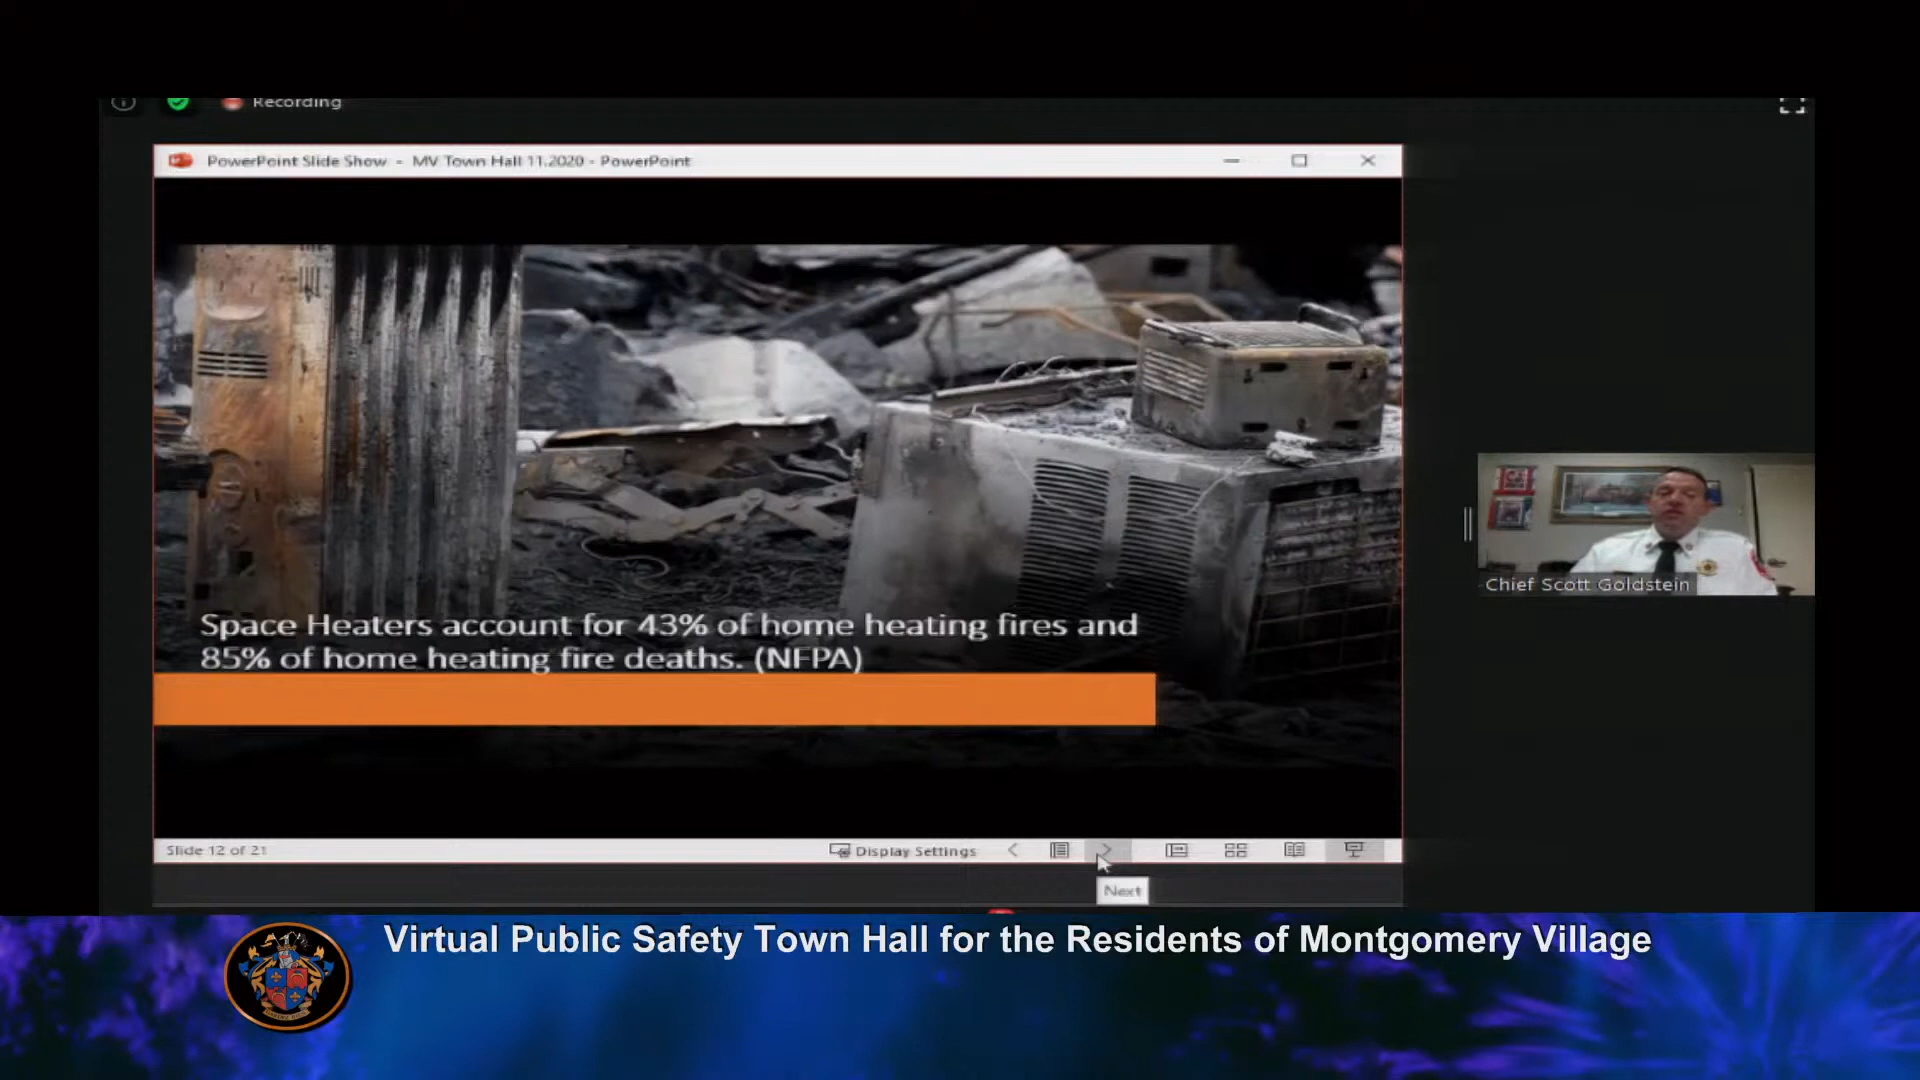 Recording
PowerPoint Slide Show - MV Town Hall 11.2020 - PowerPoint
Space Heaters account for 43% of home heating fires and
85% of home heating fire deaths. (NFPA)
Chief Scott Goldstein
Slide 12 of 21
Display Settings
Next
Virtual Public Safety Town Hall for the Residents of Montgomery Village